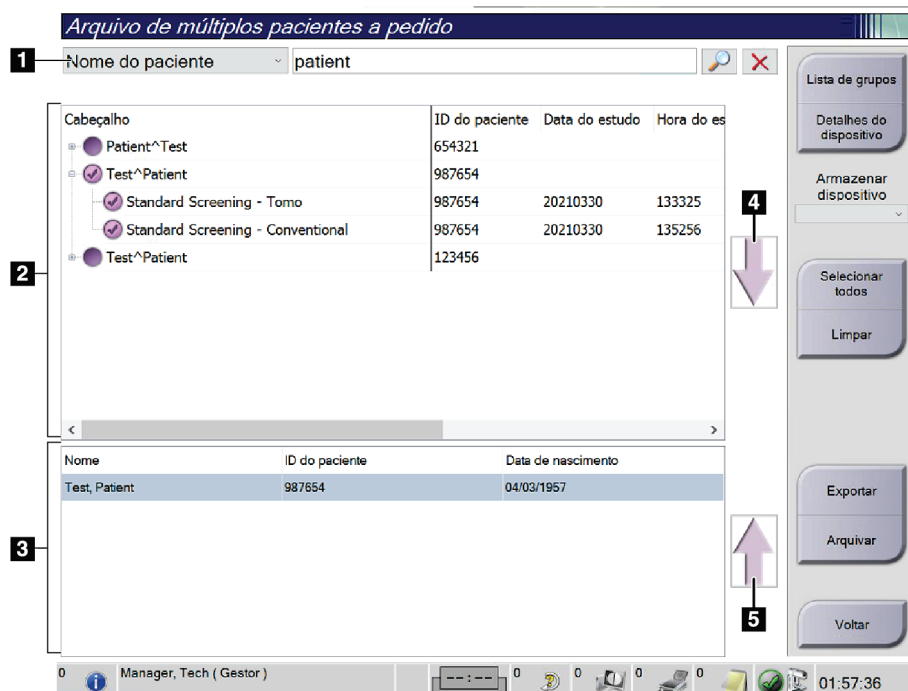 Arquivo de múltiplos pacientes a pedido
1
Nome do paciente patient
Lista de grupos
Detalhes do
dispositivo
Armazenar
dispositivo
Selecionar
todos
Limpar
Exportar
Arquivar
Voltar
2
Cabeçalho ID do paciente Data do estudo Hora do es
Patient^Test 654321
Test^Patient 987654
Standard Screening - Tomo 987654 20210330 133325
Standard Screening - Conventional 987654 20210330 135256
Test^Patient 123456
4
3
Nome ID do paciente Data de nascimento
Test, Patient 987654 04/03/1957
5
0 Manager, Tech ( Gestor ) --:-- 0 0 0 0 01:57:36